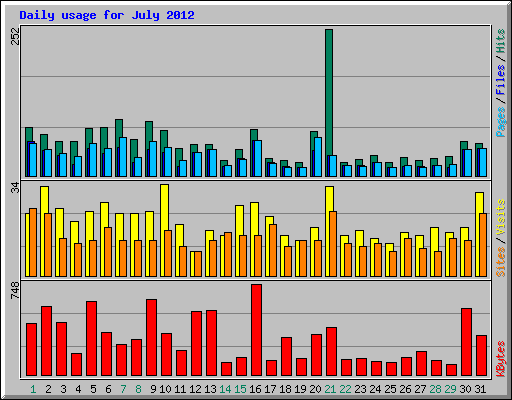 Daily usage for July 2012
252
Pages / Files / Hits
34
Sites / Visits
748
KBytes
1 2 3 4 5 6 7 8 9 10 11 12 13 14 15 16 17 18 19 20 21 22 23 24 25 26 27 28 29 30 31